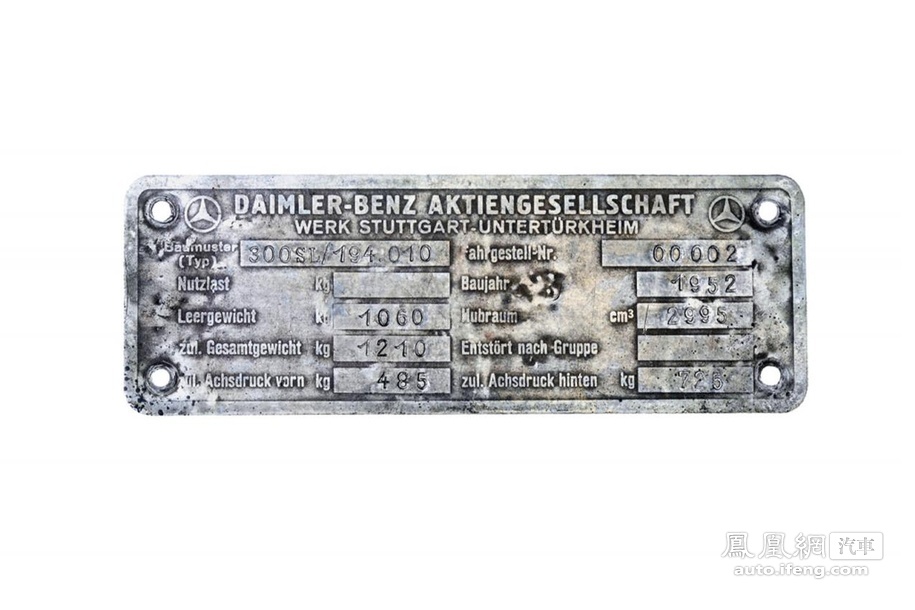 DAIMLER-BENZ AKTIENGESELLSCHAFT
WERK STUTTGART-UNTERTÜRKHEIM
Baumuster (Typ) 300SL/194.010 Fahrgestell-Nr. 00002
Nutzlast kg Baujahr 1952
Leergewicht kg 1060 Hubraum cm³ 2995
zul. Gesamtgewicht kg 1210 Entstört nach Gruppe
zul. Achsdruck vorn kg 485 zul. Achsdruck hinten kg 725
鳳凰網 汽車
auto.ifeng.com